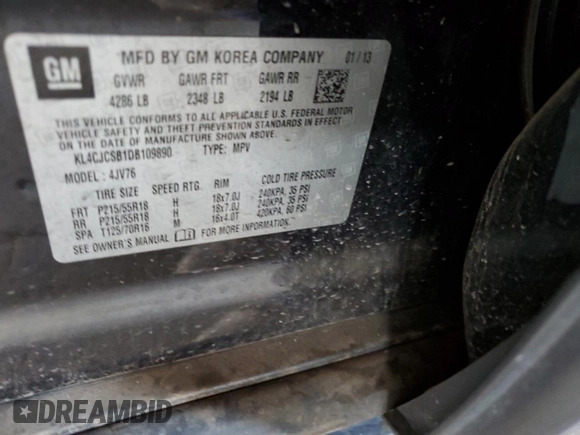 GM
MFD BY GM KOREA COMPANY 01/13
GVWR GAWR FRT GAWR RR
4286 LB 2348 LB 2194 LB
THIS VEHICLE CONFORMS TO ALL APPLICABLE U.S. FEDERAL MOTOR
VEHICLE SAFETY AND THEFT PREVENTION STANDARDS IN EFFECT
ON THE DATE OF MANUFACTURE SHOWN ABOVE.
KL4CJCSB1DB109890 TYPE: MPV
MODEL: 4JV76
TIRE SIZE SPEED RTG. RIM COLD TIRE PRESSURE
FRT P215/55R18 H 18x7.0J 240KPA, 35 PSI
RR P215/55R18 H 18x7.0J 240KPA, 35 PSI
SPA T125/70R16 M 16x4.0T 420KPA, 60 PSI
SEE OWNER'S MANUAL FOR MORE INFORMATION.
DREAMBID